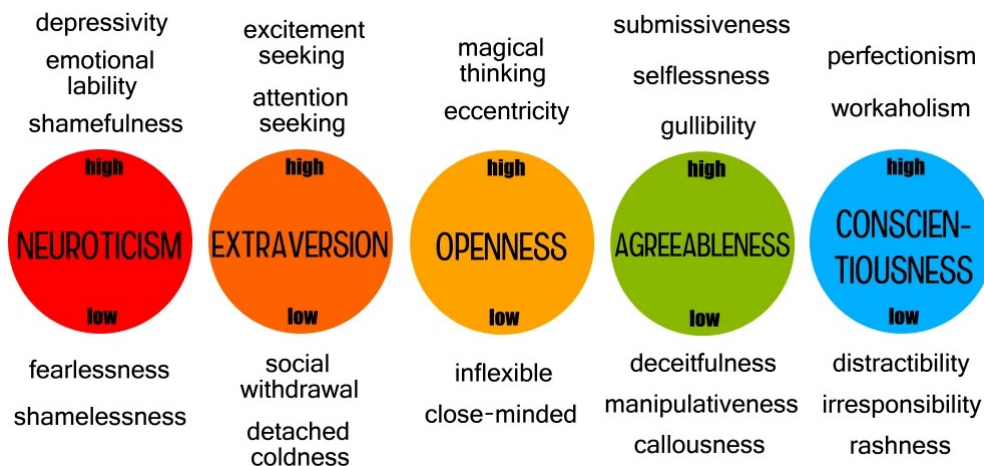 depressivity
emotional
lability
shamefulness
high
NEUROTICISM
low
fearlessness
shamelessness
excitement
seeking
attention
seeking
high
EXTRAVERSION
low
social
withdrawal
detached
coldness
magical
thinking
eccentricity
high
OPENNESS
low
inflexible
close-minded
submissiveness
selflessness
gullibility
high
AGREEABLENESS
low
deceitfulness
manipulativeness
callousness
perfectionism
workaholism
high
CONSCIEN-
TIOUSNESS
low
distractibility
irresponsibility
rashness